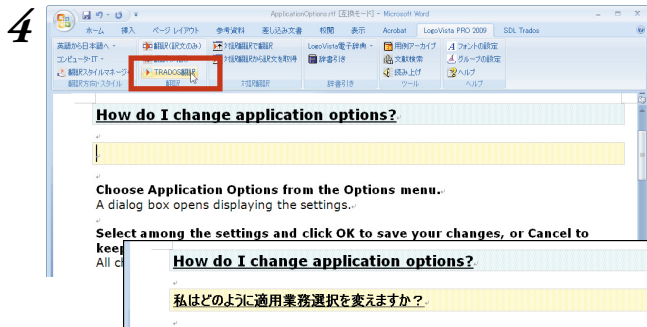 4
ApplicationOptions.rtf [互換モード] - Microsoft Word
ホーム 挿入 ページ レイアウト 参考資料 差し込み文書 校閲 表示 Acrobat LogoVista PRO 2009 SDL Trados
英語から日本語へ 翻訳(訳文のみ) 対訳翻訳で翻訳 LogoVista電子辞典 用例アーカイブ フォントの設定
コンピュータ・IT 対訳翻訳から訳文を取得 辞書引き 文献検索 グループの設定
翻訳スタイルマネージャ TRADOS翻訳 読み上げ ヘルプ
翻訳方向・スタイル 翻訳 対訳翻訳 辞書引き ツール ヘルプ
How do I change application options?
Choose Application Options from the Options menu.
A dialog box opens displaying the settings.
Select among the settings and click OK to save your changes, or Cancel to
keep
All ch
How do I change application options?
私はどのように適用業務選択を変えますか？